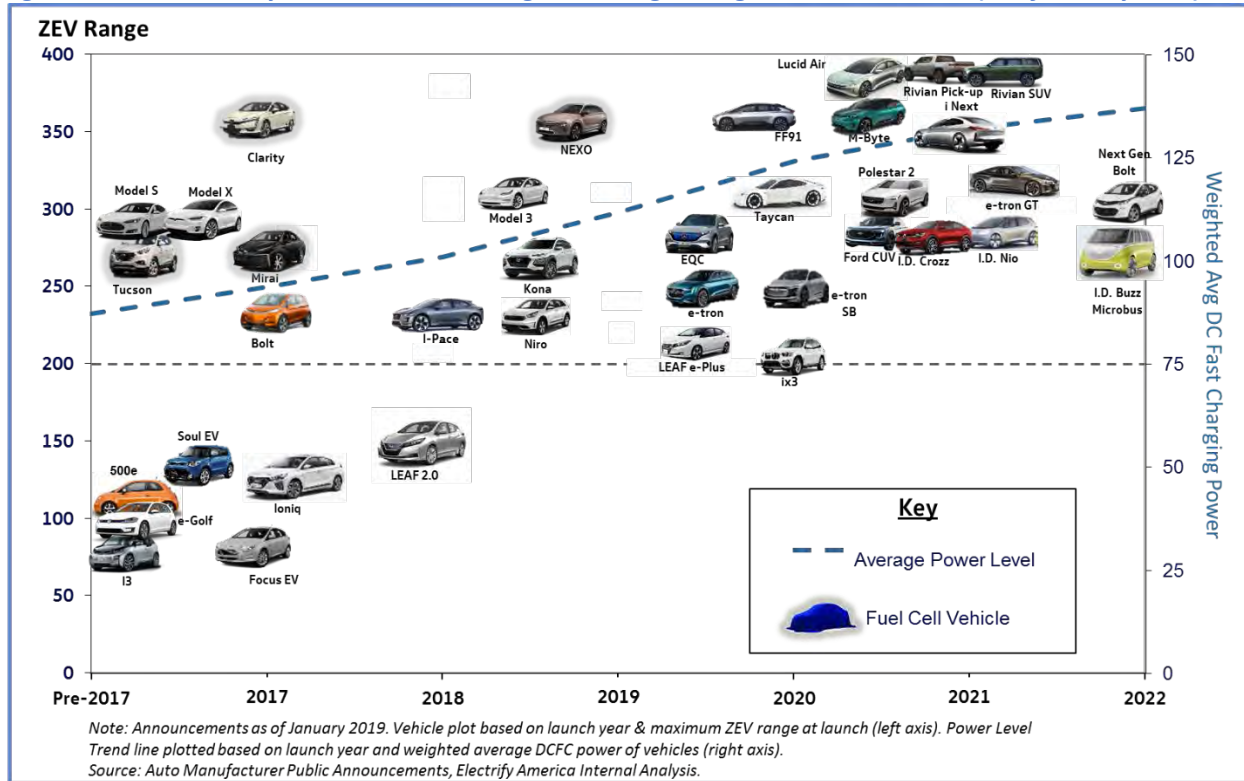 ZEV Range
400
350
300
250
200
150
100
50
0
150
125
100
75
50
25
0
Weighted Avg DC Fast Charging Power
Lucid Air
Rivian Pick-up
Rivian SUV
i Next
Clarity
NEXO
FF91
M-Byte
Model S
Model X
Model 3
Taycan
Polestar 2
e-tron GT
Next Gen
Bolt
Tucson
Mirai
Kona
EQC
Ford CUV
I.D. Crozz
I.D. Nio
Bolt
I-Pace
Niro
e-tron
e-tron
SB
I.D. Buzz
Microbus
LEAF e-Plus
ix3
Soul EV
500e
e-Golf
Ioniq
LEAF 2.0
I3
Focus EV
Key
Average Power Level
Fuel Cell Vehicle
Pre-2017
2017
2018
2019
2020
2021
2022
Note: Announcements as of January 2019. Vehicle plot based on launch year & maximum ZEV range at launch (left axis). Power Level
Trend line plotted based on launch year and weighted average DCFC power of vehicles (right axis).
Source: Auto Manufacturer Public Announcements, Electrify America Internal Analysis.